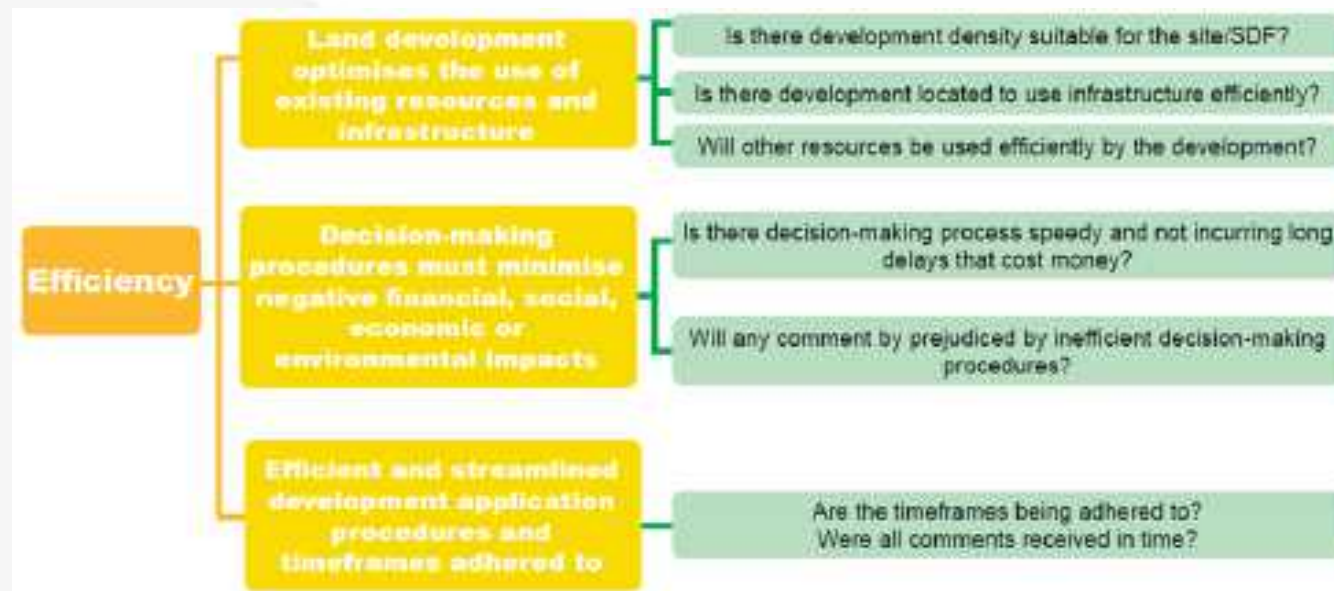 Efficiency
Land development
optimises the use of
existing resources and
infrastructure
Is there development density suitable for the site/SDF?
Is there development located to use infrastructure efficiently?
Will other resources be used efficiently by the development?
Decision-making
procedures must minimise
negative financial, social,
economic or
environmental impacts
Is there decision-making process speedy and not incurring long
delays that cost money?
Will any comment by prejudiced by inefficient decision-making
procedures?
Efficient and streamlined
development application
procedures and
timeframes adhered to
Are the timeframes being adhered to?
Were all comments received in time?